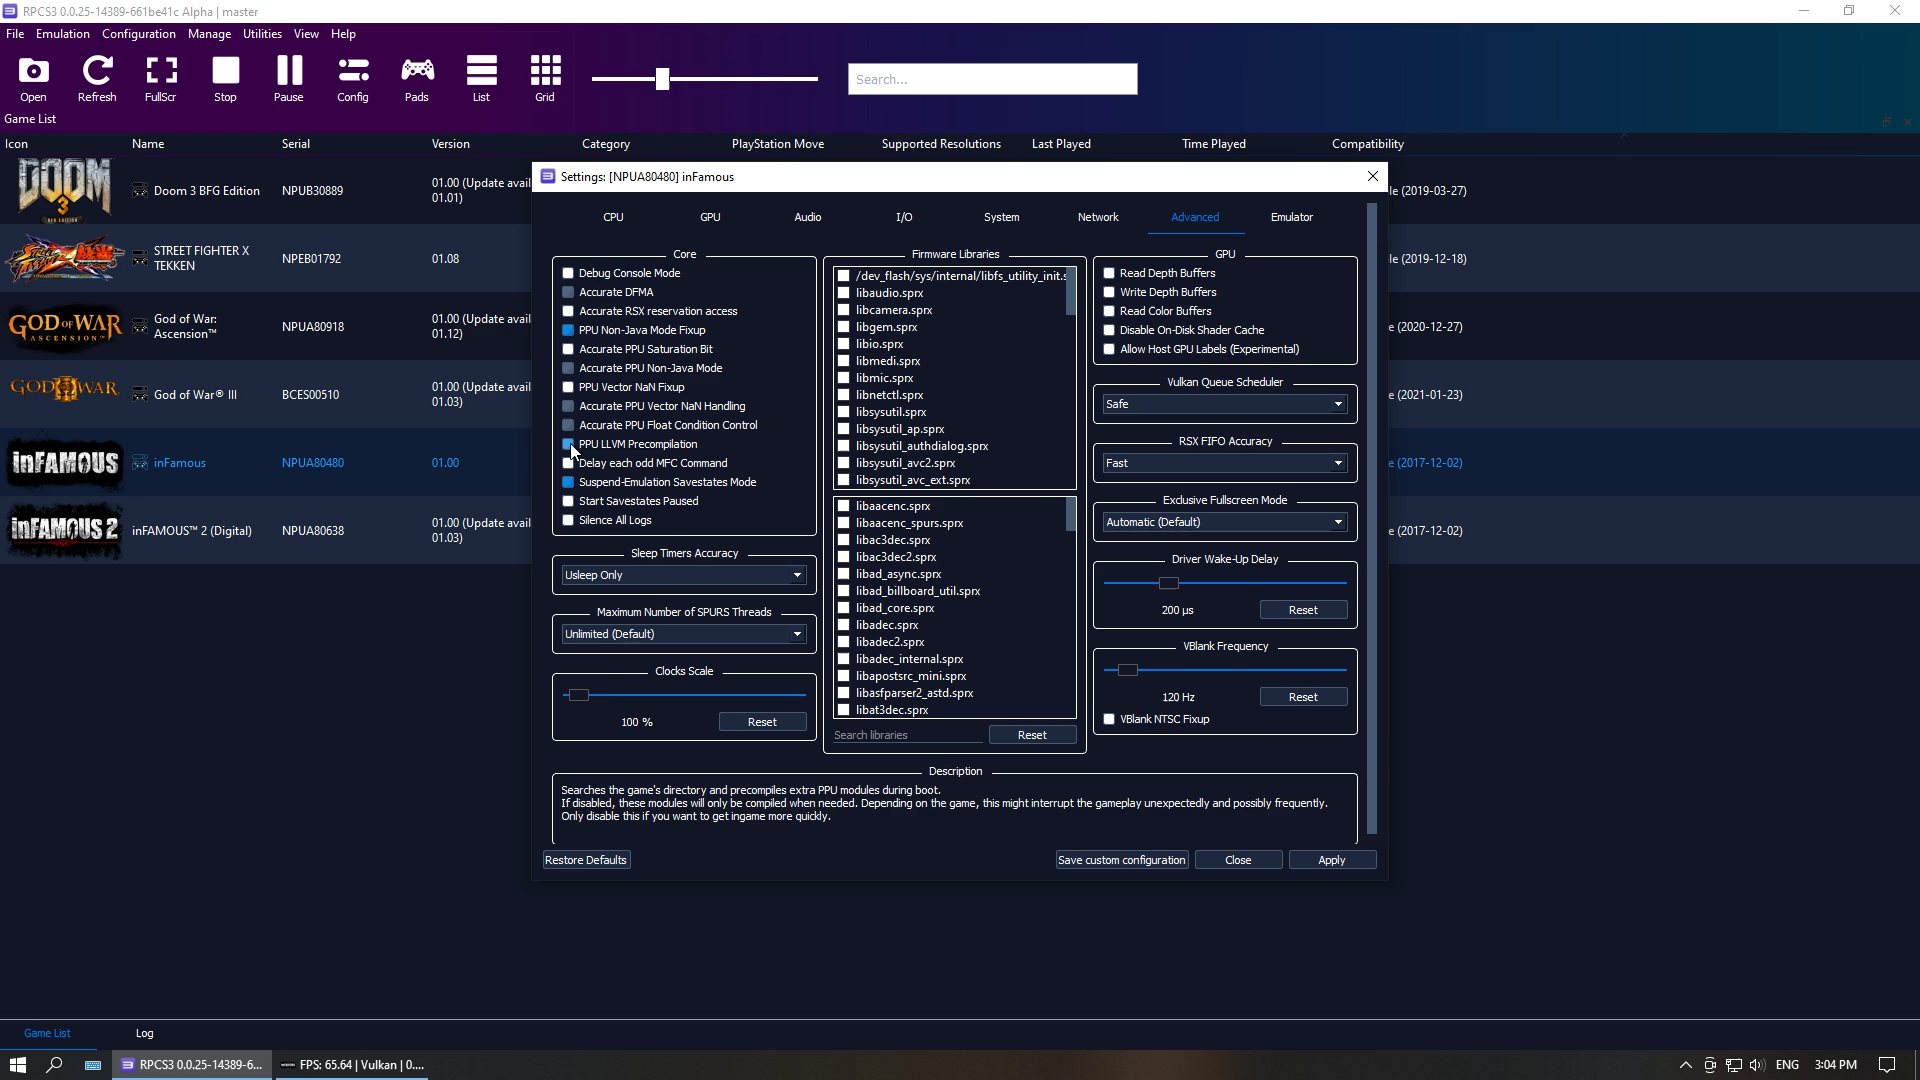 RPCS3 0.0.25-14389-661be41c Alpha | master
File Emulation Configuration Manage Utilities View Help
Open Refresh FullScr Stop Pause Config Pads List Grid
Search...
Game List
Icon Name Serial Version Category PlayStation Move Supported Resolutions Last Played Time Played Compatibility
DOOM
3
BFG EDITION
Doom 3 BFG Edition NPUB30889 01.00 (Update avail
01.01)
le (2019-03-27)
STREET FIGHTER X
TEKKEN
NPEB01792 01.08 le (2019-12-18)
GOD OF WAR
ASCENSION™
God of War:
Ascension™
NPUA80918 01.00 (Update avail
01.12)
e (2020-12-27)
GOD OF WAR
God of War® III BCES00510 01.00 (Update avail
01.03)
e (2021-01-23)
inFAMOUS
inFamous NPUA80480 01.00 e (2017-12-02)
inFAMOUS 2
inFAMOUS™ 2 (Digital) NPUA80638 01.00 (Update avail
01.03)
e (2017-12-02)
Settings: [NPUA80480] inFamous
CPU GPU Audio I/O System Network Advanced Emulator
Core
Debug Console Mode
Accurate DFMA
Accurate RSX reservation access
PPU Non-Java Mode Fixup
Accurate PPU Saturation Bit
Accurate PPU Non-Java Mode
PPU Vector NaN Fixup
Accurate PPU Vector NaN Handling
Accurate PPU Float Condition Control
PPU LLVM Precompilation
Delay each odd MFC Command
Suspend-Emulation Savestates Mode
Start Savestates Paused
Silence All Logs
Sleep Timers Accuracy
Usleep Only
Maximum Number of SPURS Threads
Unlimited (Default)
Clocks Scale
100 % Reset
Firmware Libraries
/dev_flash/sys/internal/libfs_utility_init.s
libaudio.sprx
libcamera.sprx
libgem.sprx
libio.sprx
libmedi.sprx
libmic.sprx
libnetctl.sprx
libsysutil.sprx
libsysutil_ap.sprx
libsysutil_authdialog.sprx
libsysutil_avc2.sprx
libsysutil_avc_ext.sprx
libaacenc.sprx
libaacenc_spurs.sprx
libac3dec.sprx
libac3dec2.sprx
libad_async.sprx
libad_billboard_util.sprx
libad_core.sprx
libadec.sprx
libadec2.sprx
libadec_internal.sprx
libapostsrc_mini.sprx
libasfparser2_astd.sprx
libat3dec.sprx
Search libraries Reset
GPU
Read Depth Buffers
Write Depth Buffers
Read Color Buffers
Disable On-Disk Shader Cache
Allow Host GPU Labels (Experimental)
Vulkan Queue Scheduler
Safe
RSX FIFO Accuracy
Fast
Exclusive Fullscreen Mode
Automatic (Default)
Driver Wake-Up Delay
200 µs Reset
VBlank Frequency
120 Hz Reset
VBlank NTSC Fixup
Description
Searches the game's directory and precompiles extra PPU modules during boot.
If disabled, these modules will only be compiled when needed. Depending on the game, this might interrupt the gameplay unexpectedly and possibly frequently.
Only disable this if you want to get ingame more quickly.
Restore Defaults Save custom configuration Close Apply
Game List Log
RPCS3 0.0.25-14389-6... FPS: 65.64 | Vulkan | 0.... ENG 3:04 PM